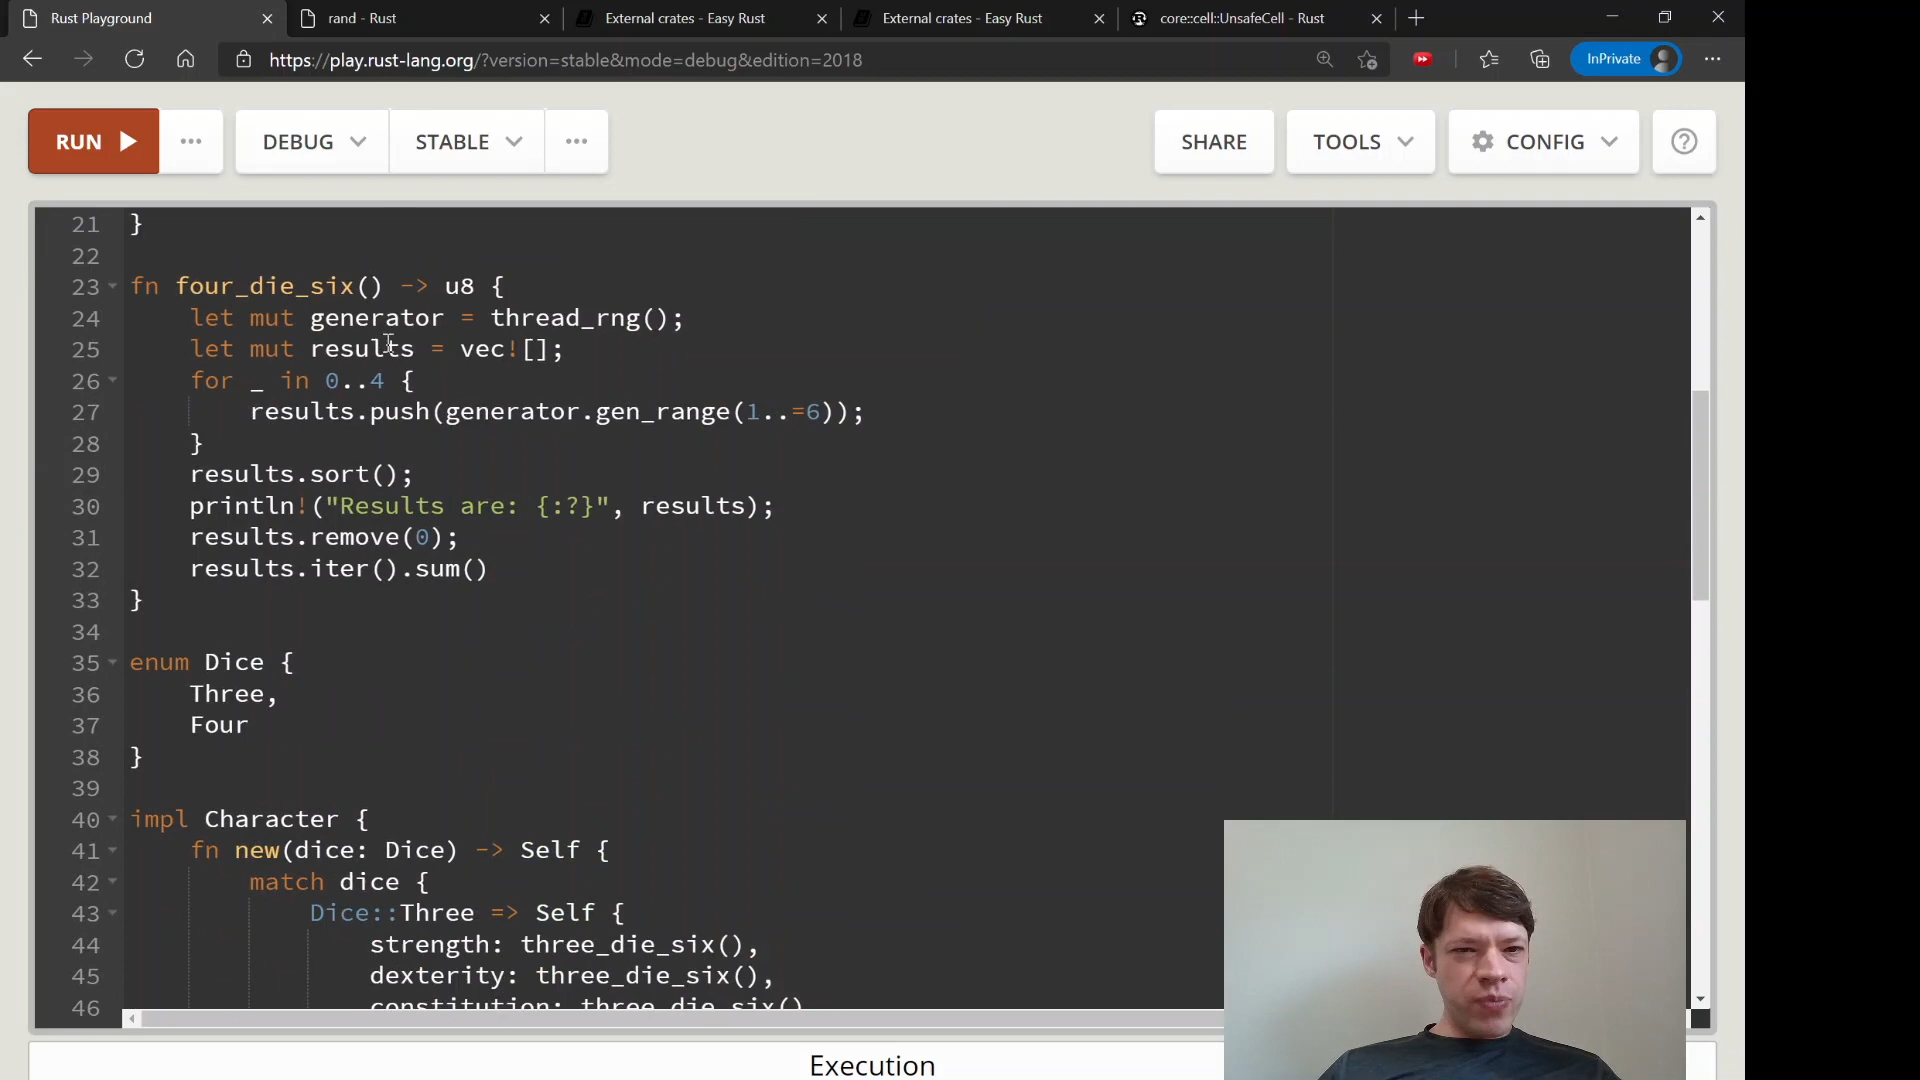 Rust Playground
rand - Rust
External crates - Easy Rust
External crates - Easy Rust
core::cell::UnsafeCell - Rust
https://play.rust-lang.org/?version=stable&mode=debug&edition=2018
InPrivate
RUN
DEBUG
STABLE
SHARE
TOOLS
CONFIG
21 }
22
23 fn four_die_six() -> u8 {
24 let mut generator = thread_rng();
25 let mut results = vec![];
26 for _ in 0..4 {
27 results.push(generator.gen_range(1..=6));
28 }
29 results.sort();
30 println!("Results are: {:?}", results);
31 results.remove(0);
32 results.iter().sum()
33 }
34
35 enum Dice {
36 Three,
37 Four
38 }
39
40 impl Character {
41 fn new(dice: Dice) -> Self {
42 match dice {
43 Dice::Three => Self {
44 strength: three_die_six(),
45 dexterity: three_die_six(),
46 constitution: three_die_six()
Execution